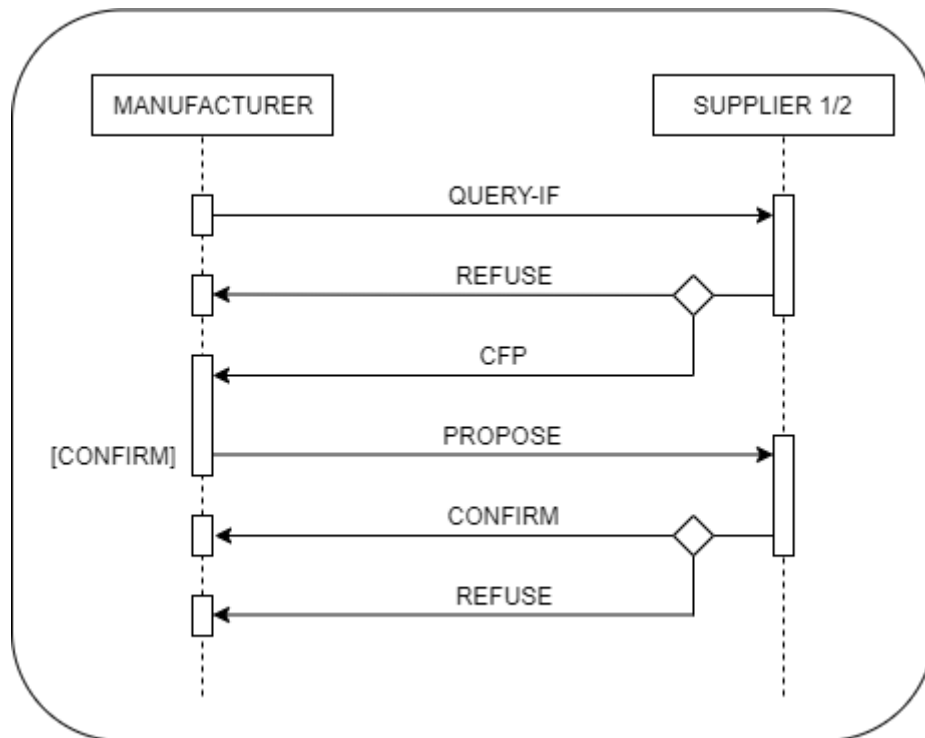 MANUFACTURER
SUPPLIER 1/2
QUERY-IF
REFUSE
CFP
PROPOSE
[CONFIRM]
CONFIRM
REFUSE